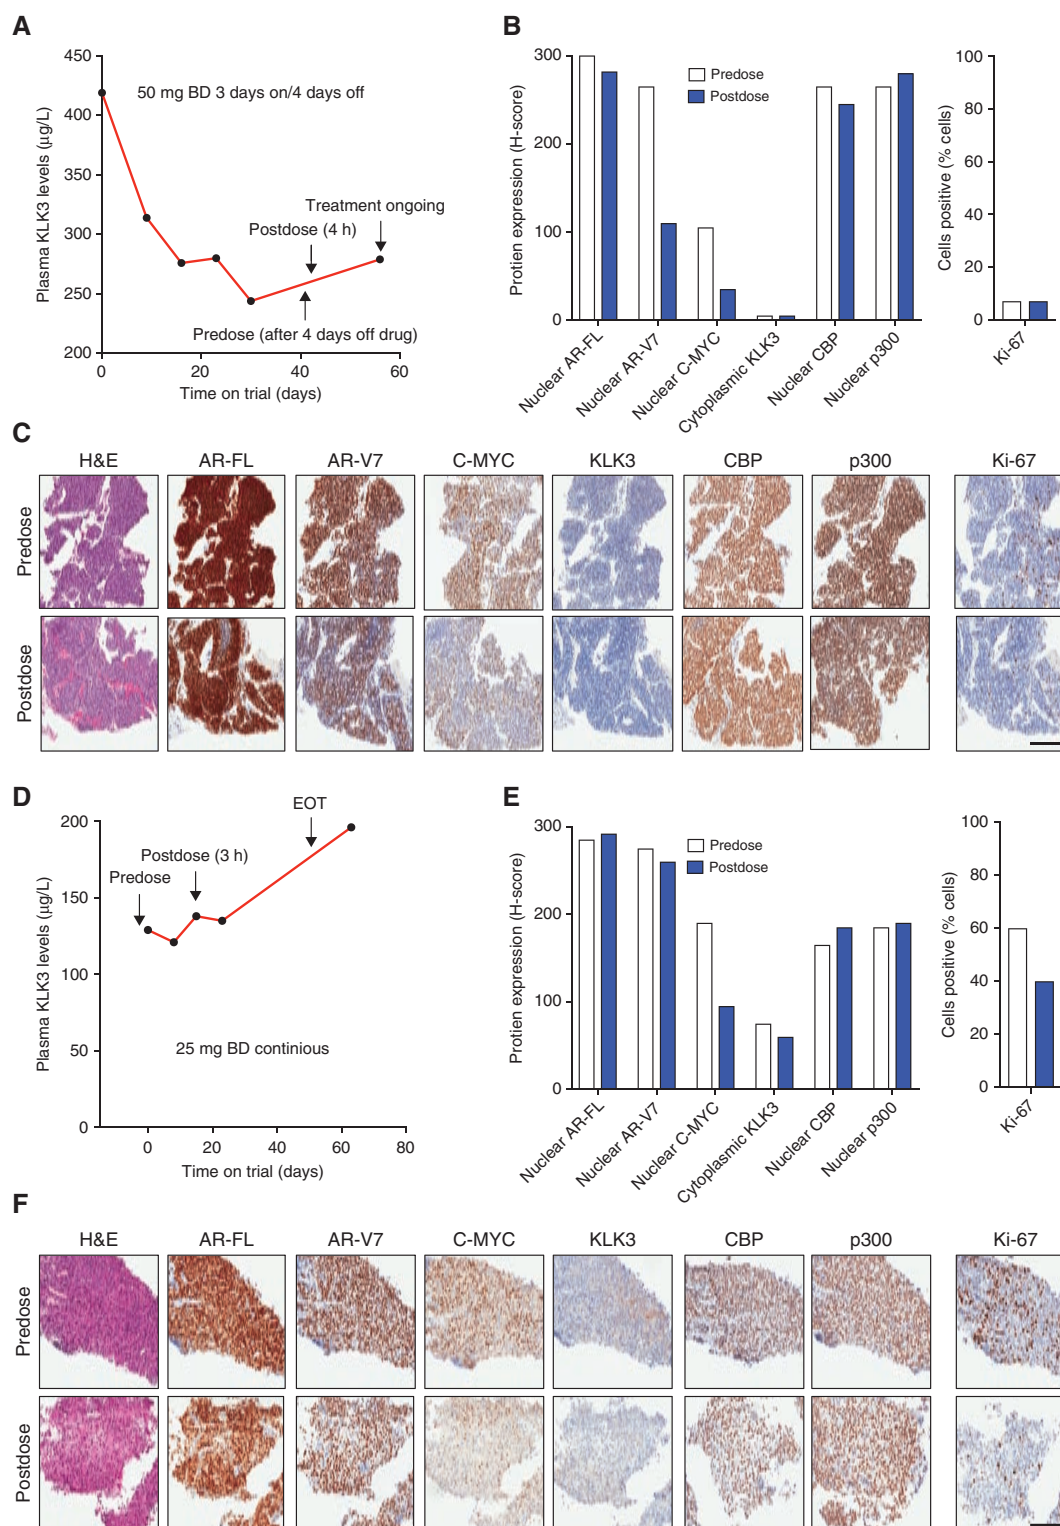 A
450
400
350
300
250
200
Plasma KLK3 levels (µg/L)
50 mg BD 3 days on/4 days off
Treatment ongoing
Postdose (4 h)
Predose (after 4 days off drug)
0
20
40
60
Time on trial (days)
B
300
200
100
0
Protien expression (H-score)
Predose
Postdose
Nuclear AR-FL
Nuclear AR-V7
Nuclear C-MYC
Cytoplasmic KLK3
Nuclear CBP
Nuclear p300
100
80
60
40
20
0
Cells positive (% cells)
Ki-67
C
H&E
AR-FL
AR-V7
C-MYC
KLK3
CBP
p300
Ki-67
Predose
Postdose
D
200
150
100
50
0
Plasma KLK3 levels (µg/L)
EOT
Postdose (3 h)
Predose
25 mg BD continious
0
20
40
60
80
Time on trial (days)
E
300
200
100
0
Protien expression (H-score)
Predose
Postdose
Nuclear AR-FL
Nuclear AR-V7
Nuclear C-MYC
Cytoplasmic KLK3
Nuclear CBP
Nuclear p300
100
80
60
40
20
0
Cells positive (% cells)
Ki-67
F
H&E
AR-FL
AR-V7
C-MYC
KLK3
CBP
p300
Ki-67
Predose
Postdose